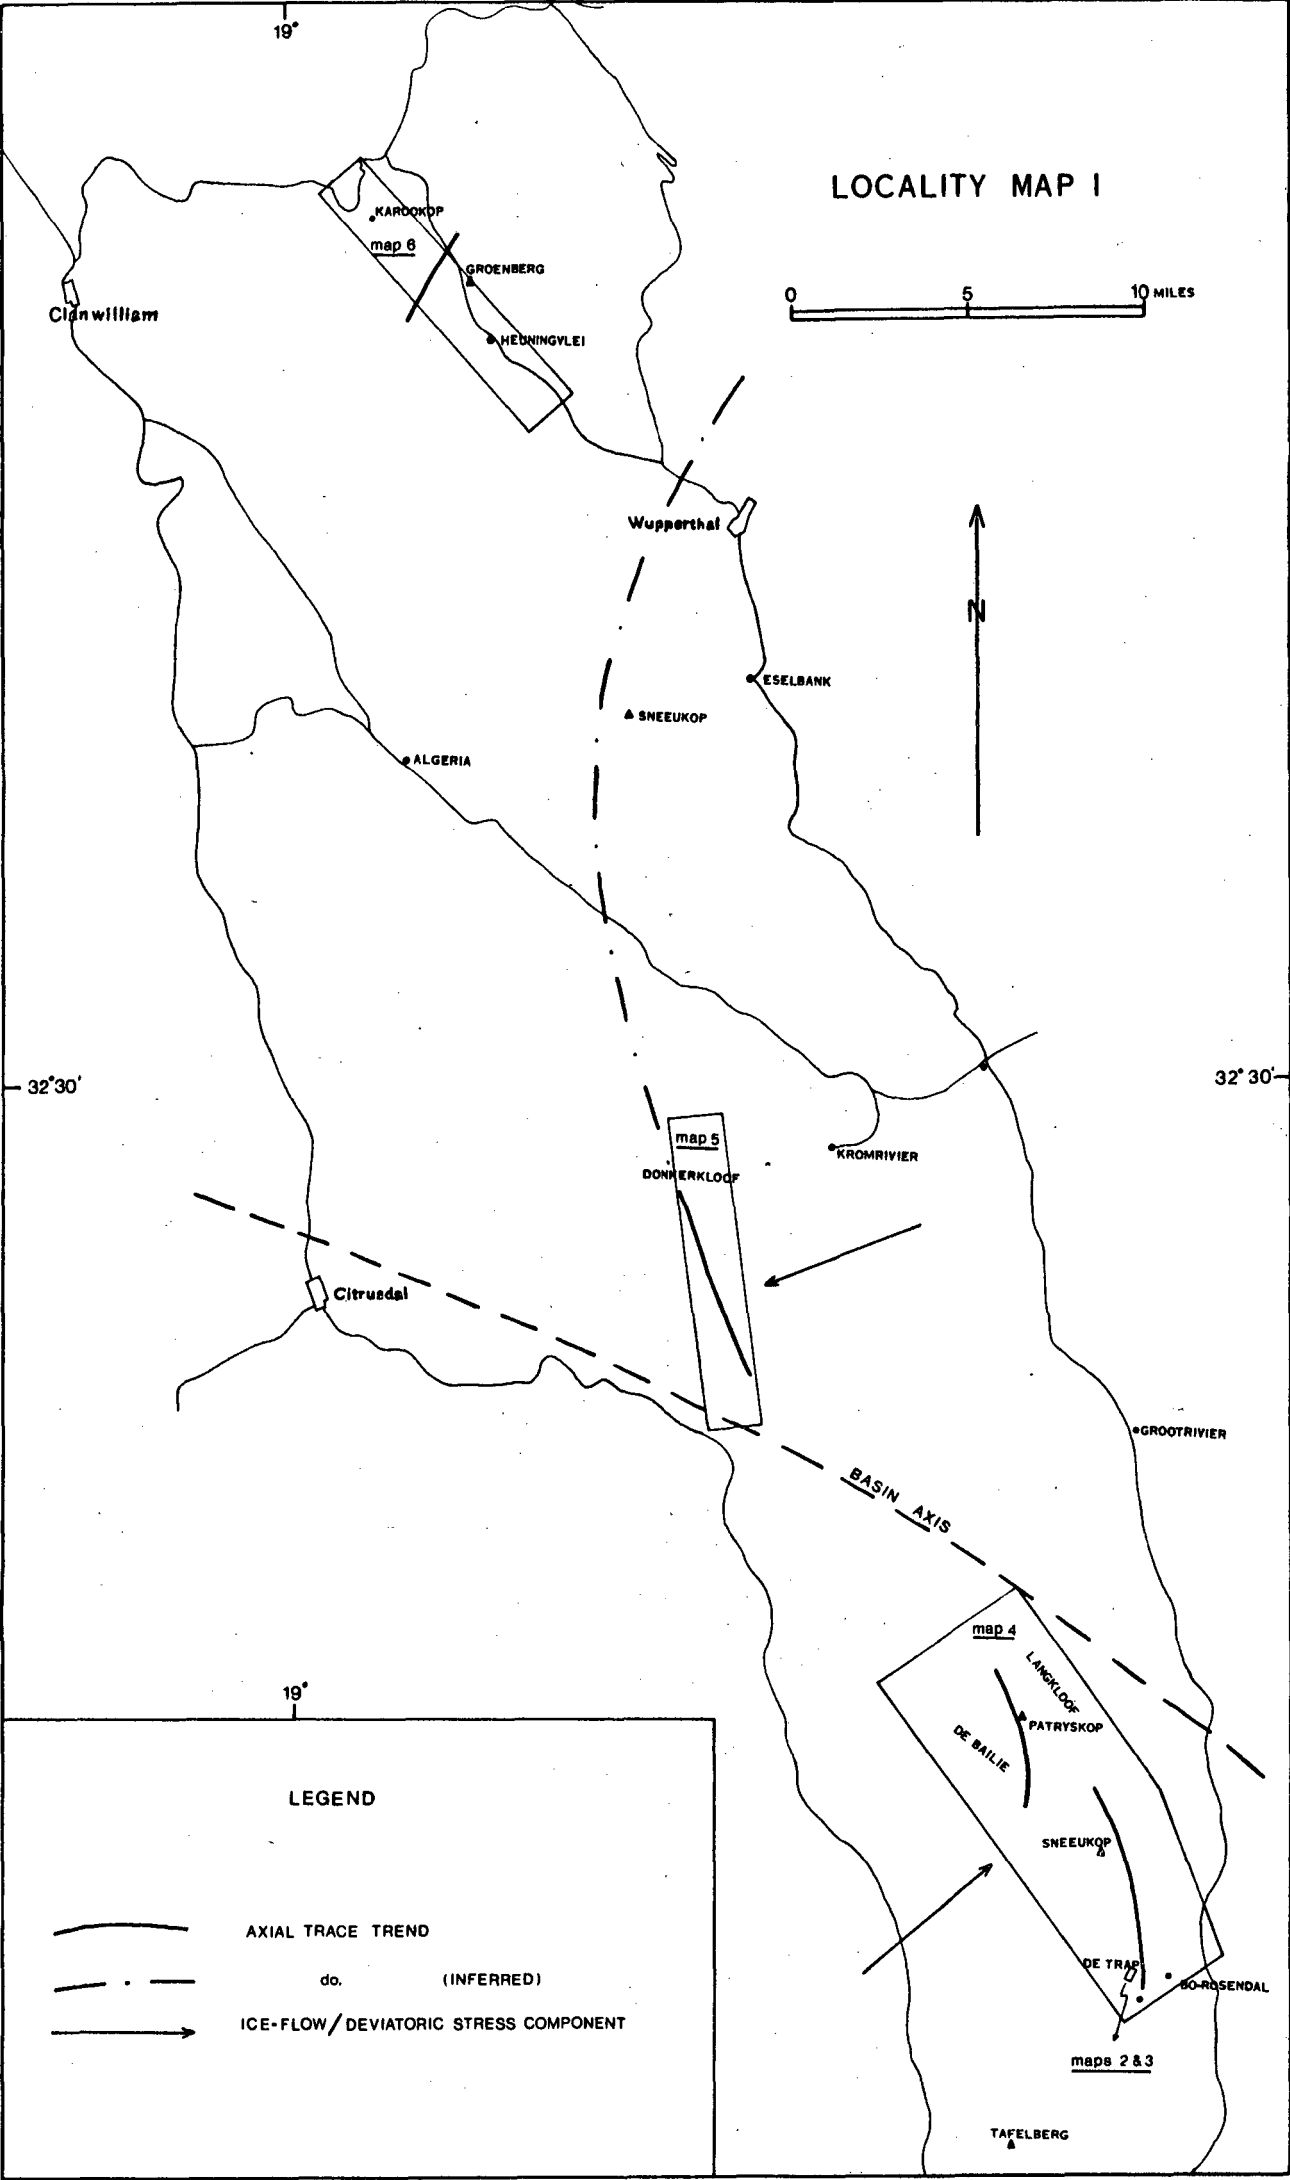 19°
LOCALITY MAP I
KAROOKOP
map 6
GROENBERG
0 5 10 MILES
Clanwilliam
HEUNINGVLEI
Wupperthal
N
ESELBANK
SNEEUKOP
ALGERIA
32°30'
32°30'
map 5
KROMRIVIER
DONKERKLOOF
Citrusdal
GROOTRIVIER
BASIN AXIS
map 4
LANGKLOOF
19°
PATRYSKOP
DE BAILIE
LEGEND
SNEEUKOP
AXIAL TRACE TREND
DE TRAP
do. (INFERRED)
BO-ROSENDAL
ICE-FLOW/DEVIATORIC STRESS COMPONENT
maps 2&3
TAFELBERG